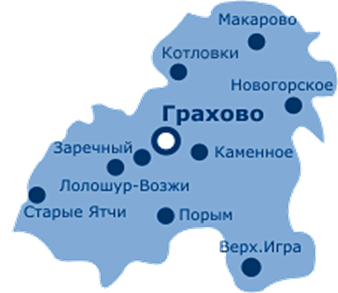 Макарово
Котловки
Новогорское
Грахово
Заречный
Каменное
Лолошур-Возжи
Старые Ятчи
Порым
Верх.Игра